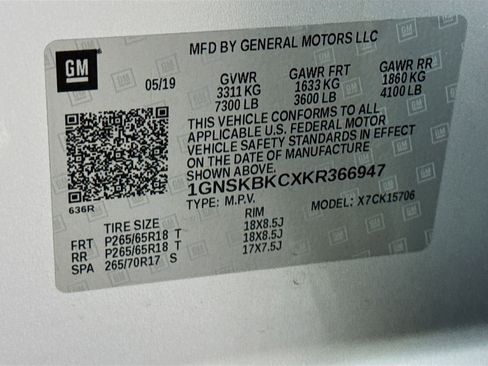 MFD BY GENERAL MOTORS LLC
GM
05/19 GVWR GAWR FRT GAWR RR
3311 KG 1633 KG 1860 KG
7300 LB 3600 LB 4100 LB
THIS VEHICLE CONFORMS TO ALL
APPLICABLE U.S. FEDERAL MOTOR
VEHICLE SAFETY STANDARDS IN EFFECT
ON THE DATE OF MANUFACTURE
SHOWN ABOVE.
1GNSKBKCXKR366947
636R
TYPE: M.P.V. MODEL: X7CK15706
TIRE SIZE RIM
FRT P265/65R18 T 18X8.5J
RR P265/65R18 T 18X8.5J
SPA 265/70R17 S 17X7.5J